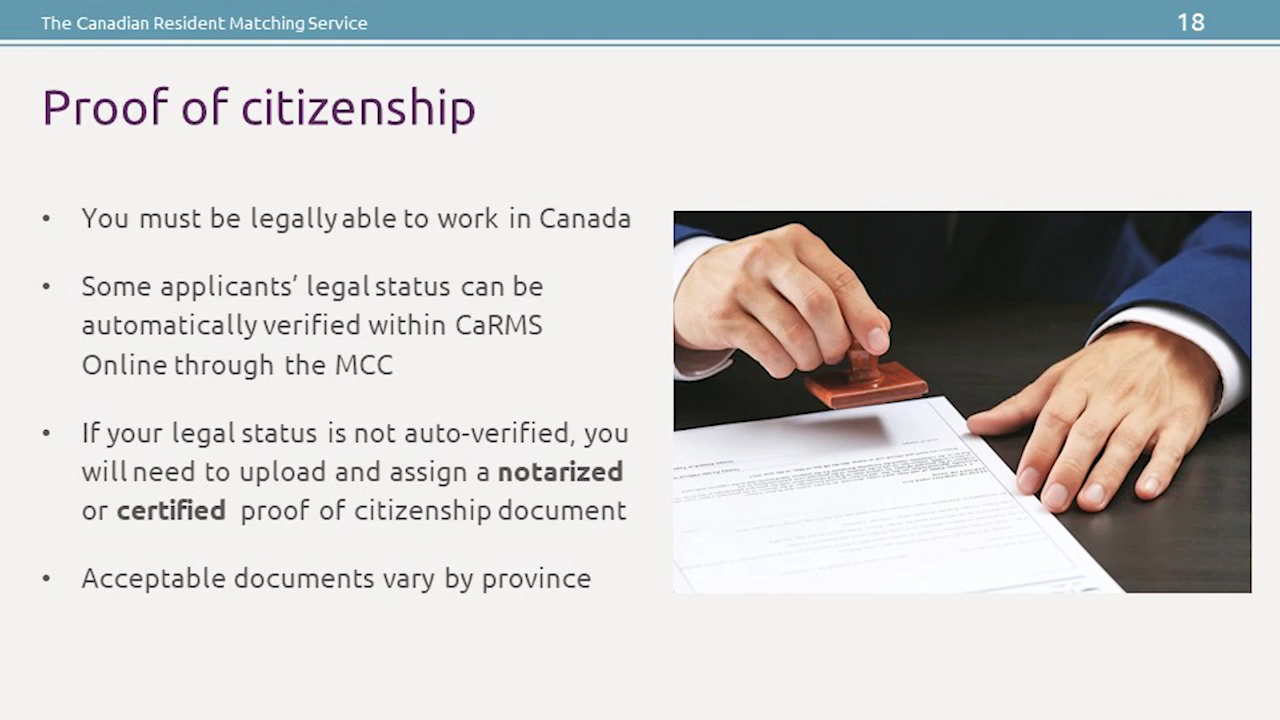 The Canadian Resident Matching Service
18
Proof of citizenship
• You must be legally able to work in Canada
• Some applicants’ legal status can be
automatically verified within CaRMS
Online through the MCC
• If your legal status is not auto-verified, you
will need to upload and assign a notarized
or certified proof of citizenship document
• Acceptable documents vary by province